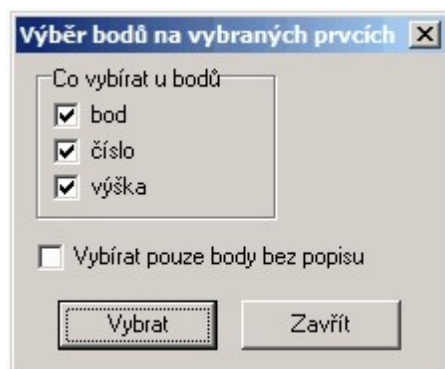 Výběr bodů na vybraných prvcích
Co vybírat u bodů
bod
číslo
výška
Vybírat pouze body bez popisu
Vybrat
Zavřít